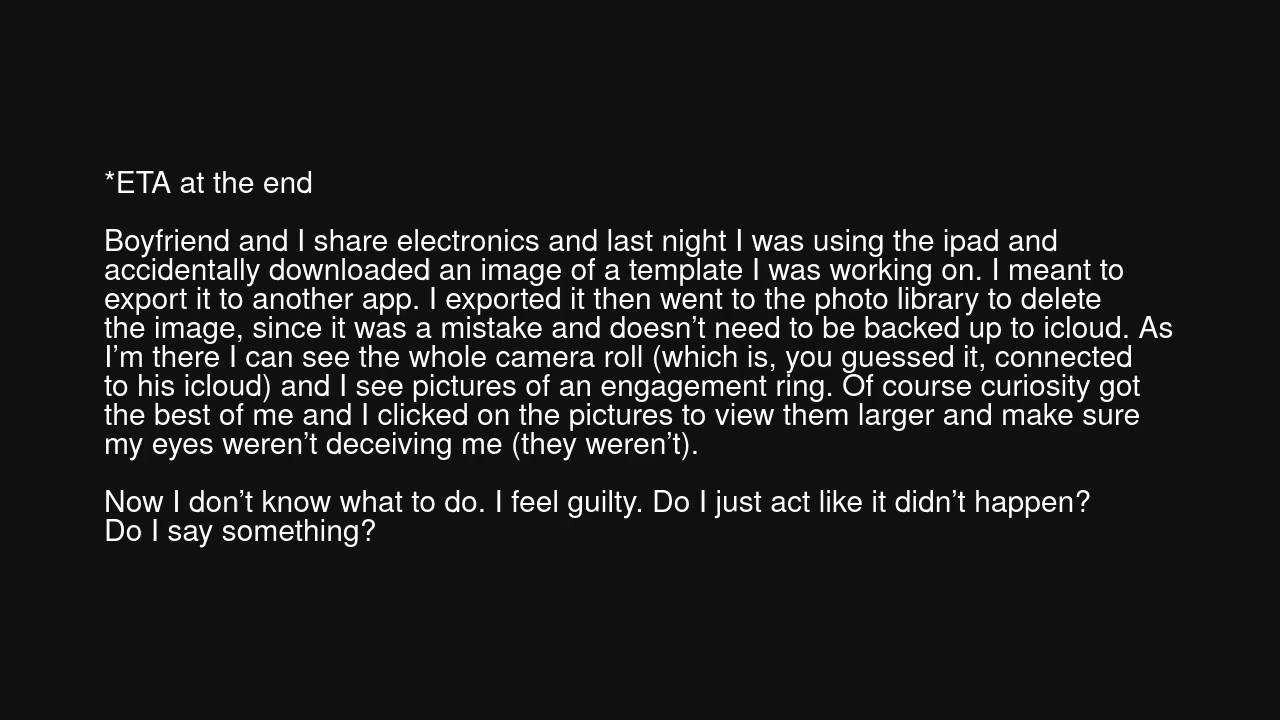 *ETA at the end
Boyfriend and I share electronics and last night I was using the ipad and
accidentally downloaded an image of a template I was working on. I meant to
export it to another app. I exported it then went to the photo library to delete
the image, since it was a mistake and doesn’t need to be backed up to icloud. As
I’m there I can see the whole camera roll (which is, you guessed it, connected
to his icloud) and I see pictures of an engagement ring. Of course curiosity got
the best of me and I clicked on the pictures to view them larger and make sure
my eyes weren’t deceiving me (they weren’t).
Now I don’t know what to do. I feel guilty. Do I just act like it didn’t happen?
Do I say something?